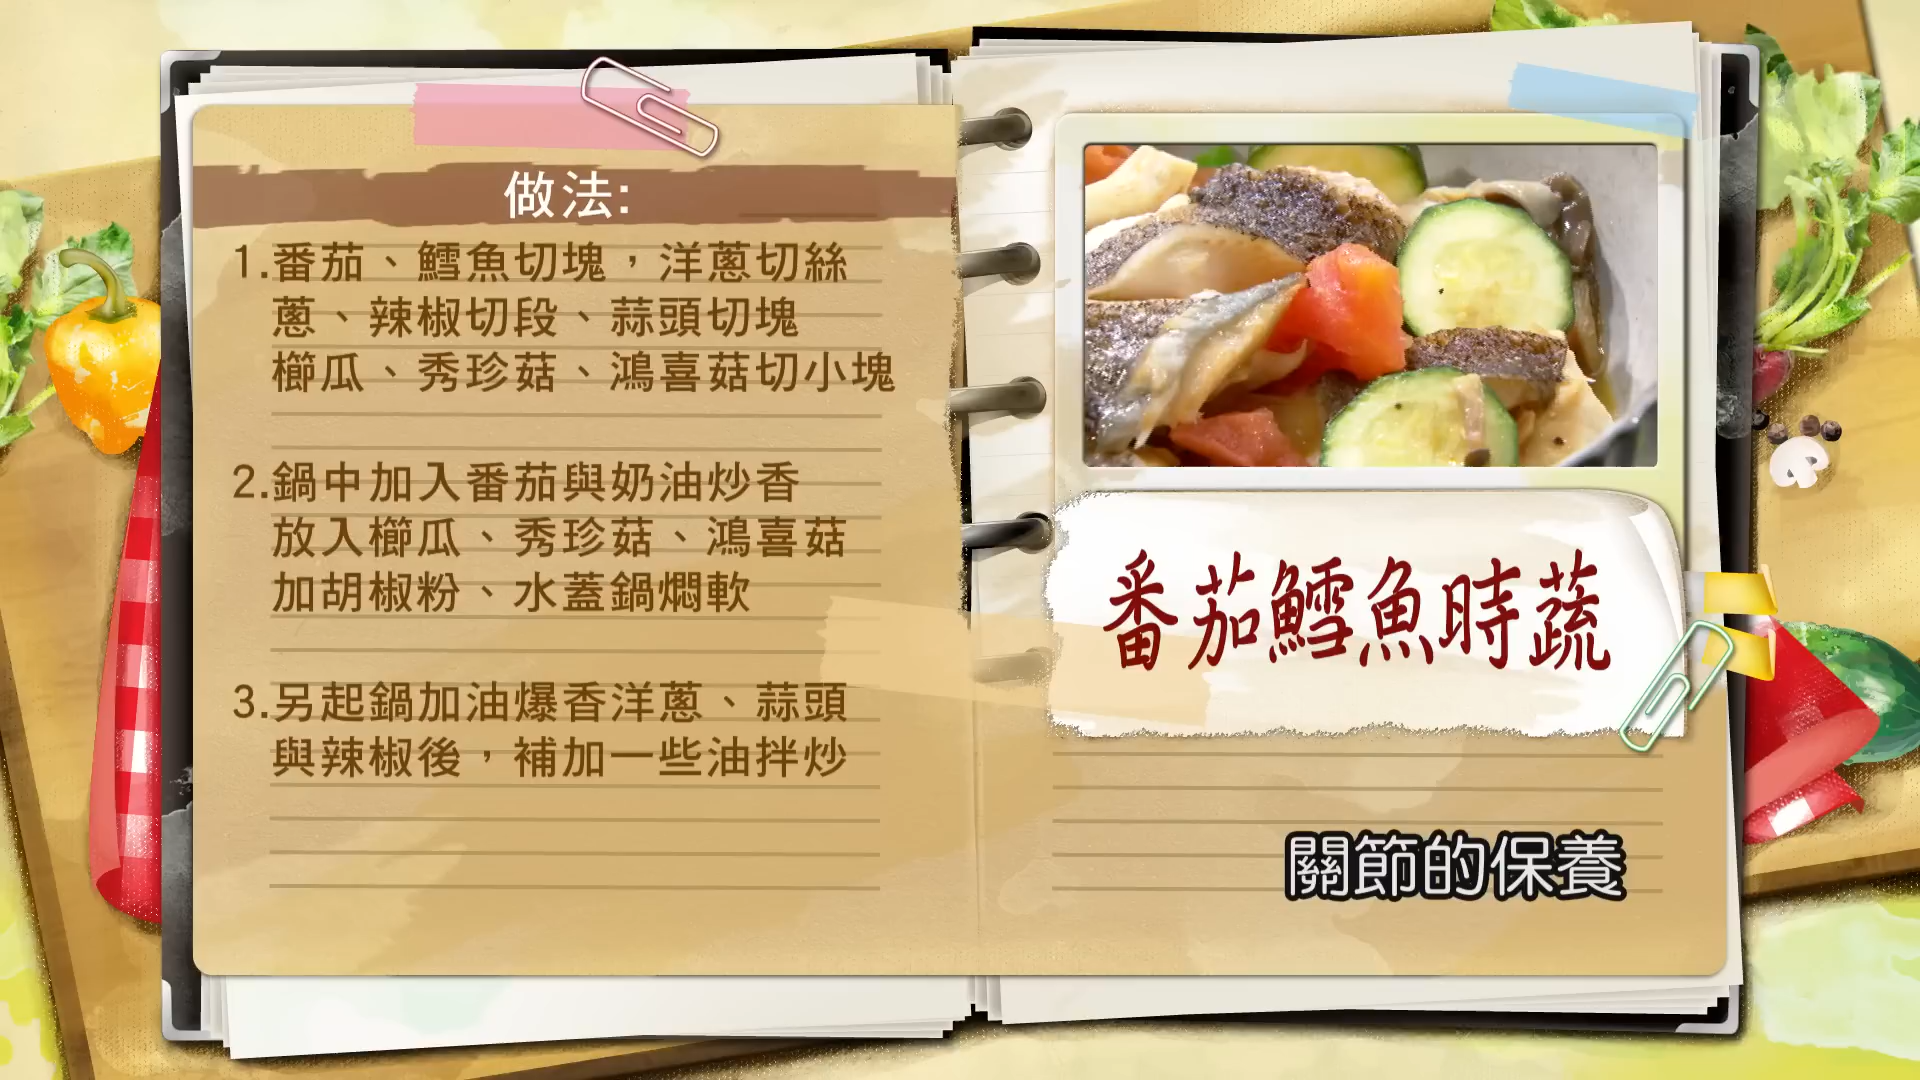 做法:
1.番茄、鱈魚切塊，洋蔥切絲
蔥、辣椒切段、蒜頭切塊
櫛瓜、秀珍菇、鴻喜菇切小塊
2.鍋中加入番茄與奶油炒香
放入櫛瓜、秀珍菇、鴻喜菇
加胡椒粉、水蓋鍋燜軟
3.另起鍋加油爆香洋蔥、蒜頭
與辣椒後，補加一些油拌炒
番茄鱈魚時蔬
關節的保養